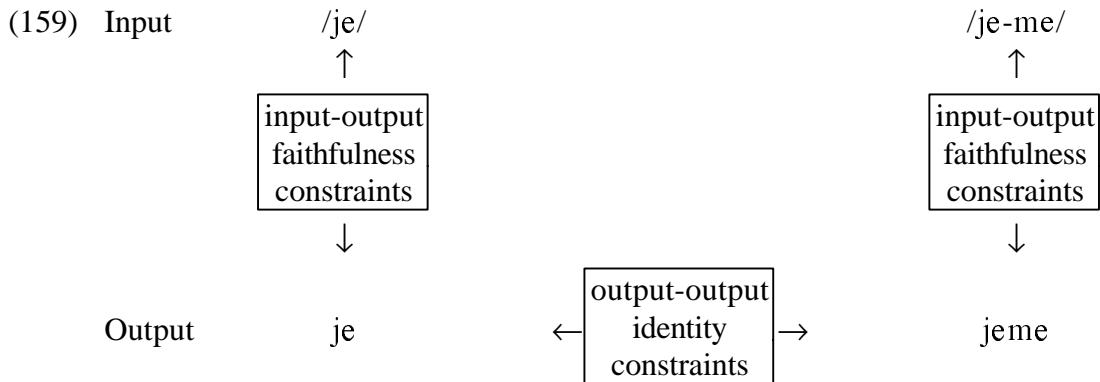 (159) Input /je/ /je-me/
↑ ↑
input-output input-output
faithfulness faithfulness
constraints constraints
↓ ↓
output-output
Output je ← identity → jeme
constraints